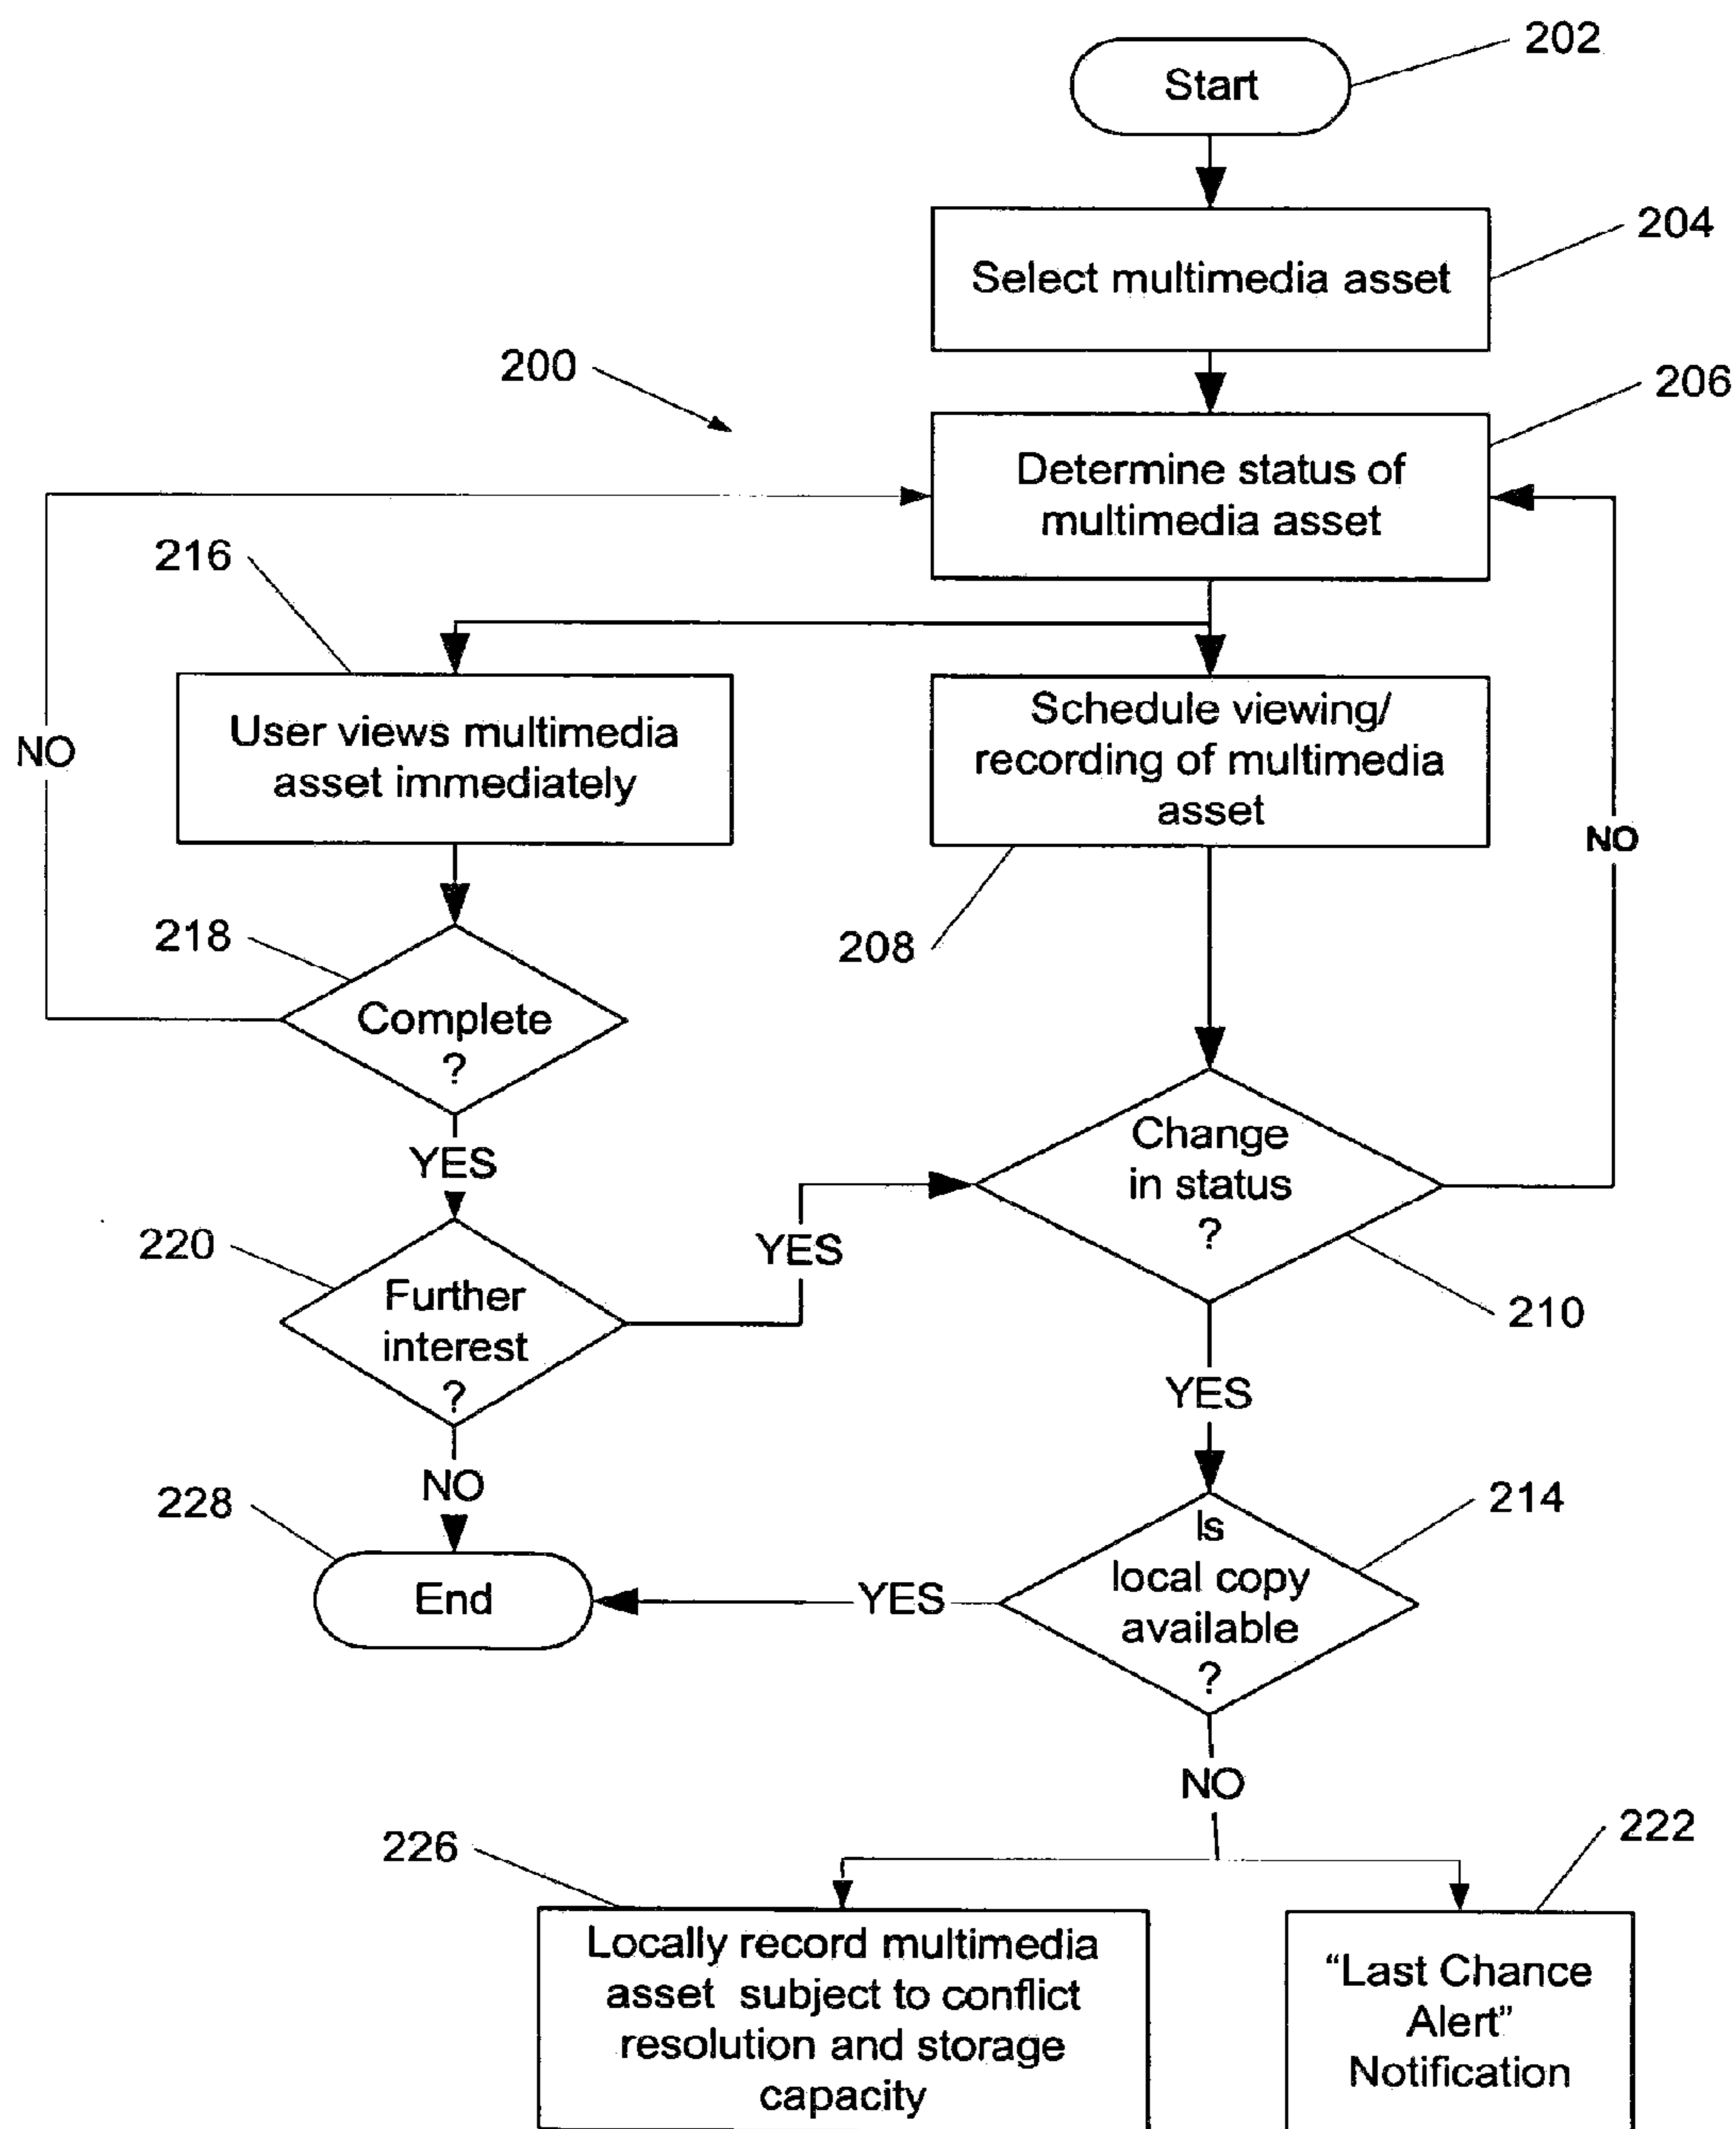 202
Start
204
Select multimedia asset
200
206
Determine status of
multimedia asset
216
User views multimedia
asset immediately
Schedule viewing/
recording of multimedia
asset
NO
NO
208
218
Complete
?
YES
Change
in status
?
210
220
Further
interest
?
YES
YES
NO
228
End
214
Is
local copy
available
?
YES
NO
226
222
Locally record multimedia
asset subject to conflict
resolution and storage
capacity
“Last Chance
Alert”
Notification